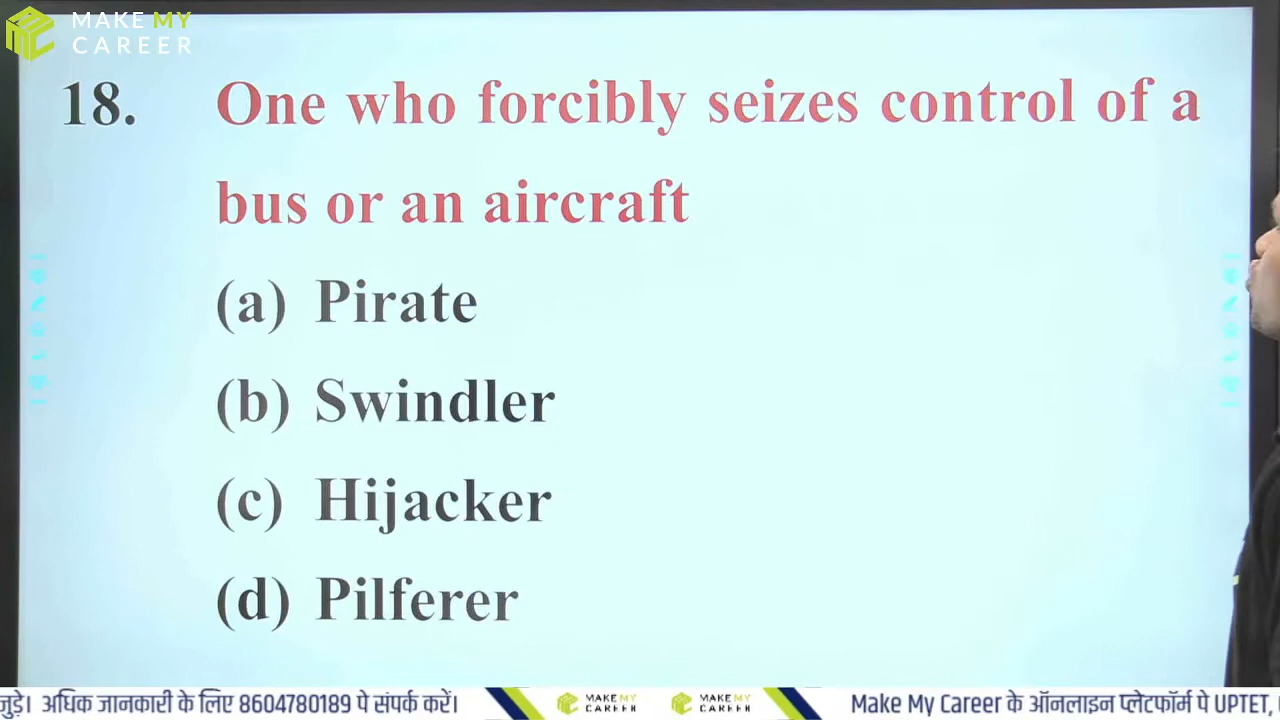 MAKE MY
CAREER
18. One who forcibly seizes control of a
bus or an aircraft
(a) Pirate
(b) Swindler
(c) Hijacker
(d) Pilferer
जुड़े। अधिक जानकारी के लिए 8604780189 पे संपर्क करें। MAKE MY CAREER MAKE MY CAREER Make My Career के ऑनलाइन प्लेटफॉर्म पे UPTET,